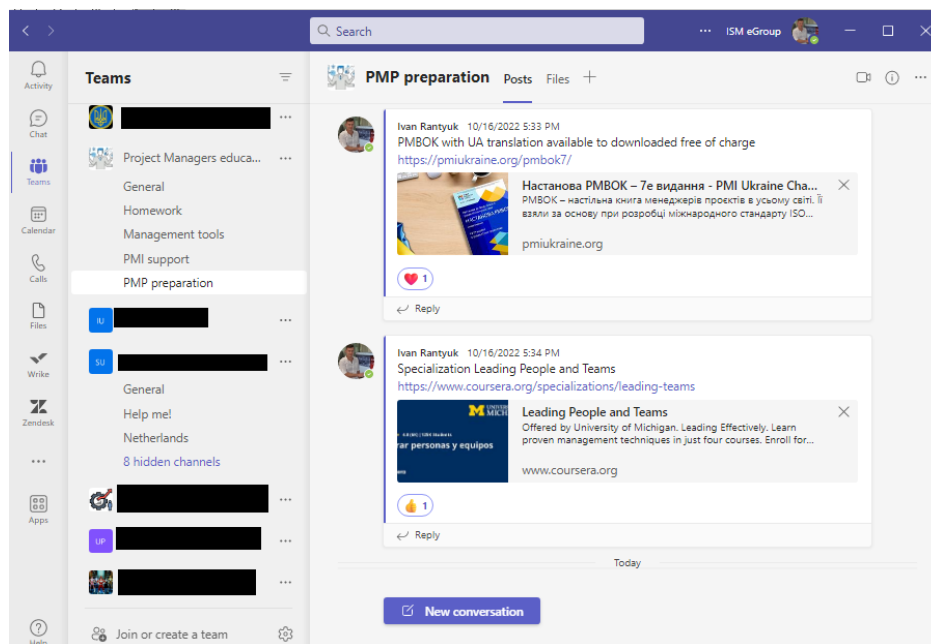 Search
ISM eGroup
Activity
Chat
Teams
Calendar
Calls
Files
Wrike
Zendesk
Apps
Help
Teams
Project Managers educa...
General
Homework
Management tools
PMI support
PMP preparation
IU
SU
General
Help me!
Netherlands
8 hidden channels
UP
Join or create a team
PMP preparation Posts Files
Ivan Rantyuk 10/16/2022 5:33 PM
PMBOK with UA translation available to downloaded free of charge
https://pmiukraine.org/pmbok7/
Настанова PMBOK – 7е видання - PMI Ukraine Cha...
PMBOK – настільна книга менеджерів проєктів в усьому світі. Її
взяли за основу при розробці міжнародного стандарту ISO...
pmiukraine.org
1
Reply
Ivan Rantyuk 10/16/2022 5:34 PM
Specialization Leading People and Teams
https://www.coursera.org/specializations/leading-teams
rar personas y equipos
Leading People and Teams
Offered by University of Michigan. Leading Effectively. Learn
proven management techniques in just four courses. Enroll for...
www.coursera.org
1
Reply
Today
New conversation